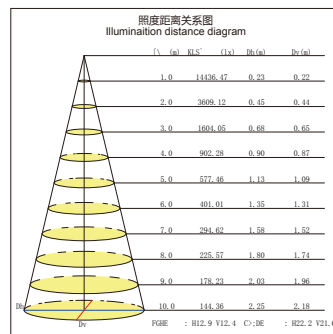 照度距离关系图
Illuminaition distance diagram
(m) KLS (lx) Dh(m) Dv(m)
1.0 14436.47 0.23 0.22
2.0 3609.12 0.45 0.44
3.0 1604.05 0.68 0.65
4.0 902.28 0.90 0.87
5.0 577.46 1.13 1.09
6.0 401.01 1.35 1.31
7.0 294.62 1.58 1.52
8.0 225.57 1.80 1.74
9.0 178.23 2.03 1.96
10.0 144.36 2.25 2.18
Dh
Dv
FGHE : H12.9 V12.4 C>;DE : H22.2